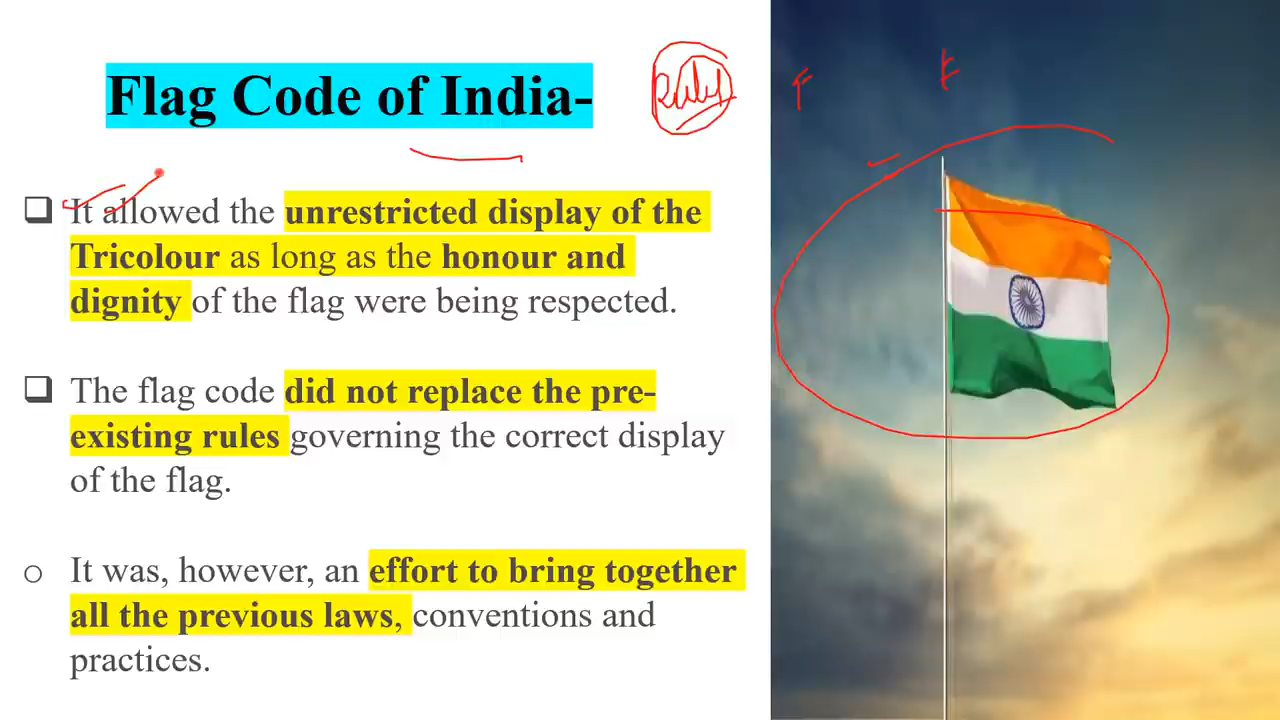 Flag Code of India-
It allowed the unrestricted display of the
Tricolour as long as the honour and
dignity of the flag were being respected.
The flag code did not replace the pre-
existing rules governing the correct display
of the flag.
It was, however, an effort to bring together
all the previous laws, conventions and
practices.